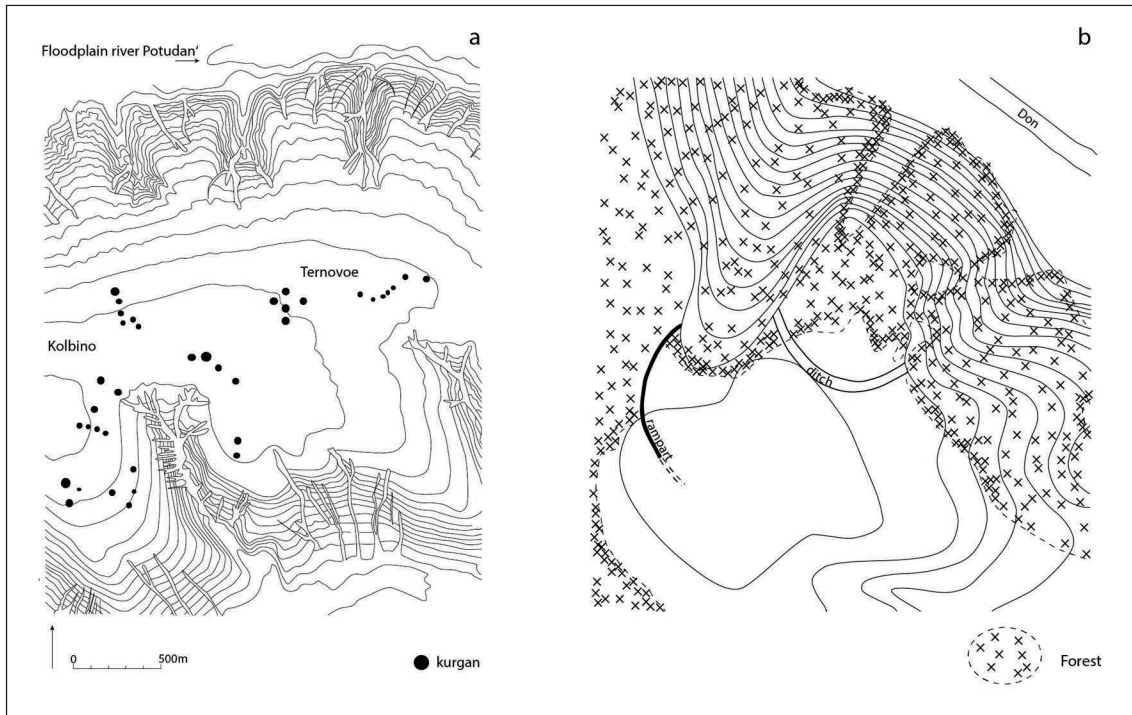 a
Floodplain river Potudan'
Ternovoe
Kolbino
0 500m
kurgan
b
Don
ditch
rampart
Forest